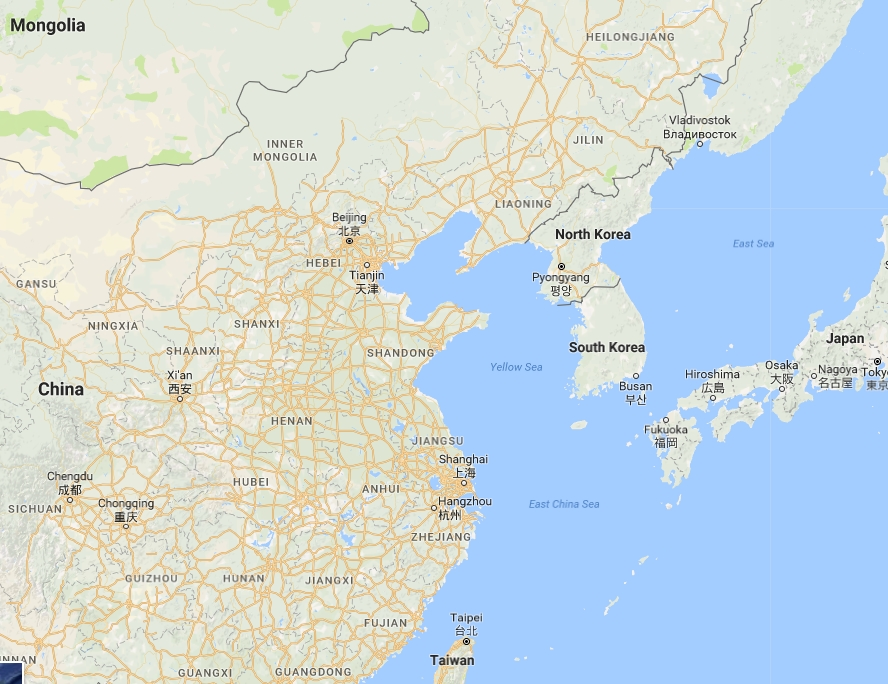 Mongolia
HEILONGJIANG
Vladivostok
Владивосток
JILIN
INNER
MONGOLIA
LIAONING
Beijing
北京
North Korea
East Sea
HEBEI
Tianjin
天津
Pyongyang
평양
GANSU
NINGXIA
SHANXI
SHAANXI
SHANDONG
South Korea
Japan
Yellow Sea
Xi'an
西安
China
Busan
부산
Hiroshima
広島
Osaka
大阪
Nagoya
名古屋
Toky
東京
HENAN
Fukuoka
福岡
JIANGSU
Shanghai
上海
Chengdu
成都
HUBEI
ANHUI
Hangzhou
杭州
East China Sea
SICHUAN
Chongqing
重庆
ZHEJIANG
GUIZHOU
HUNAN
JIANGXI
FUJIAN
Taipei
台北
Taiwan
NNAN
GUANGXI
GUANGDONG